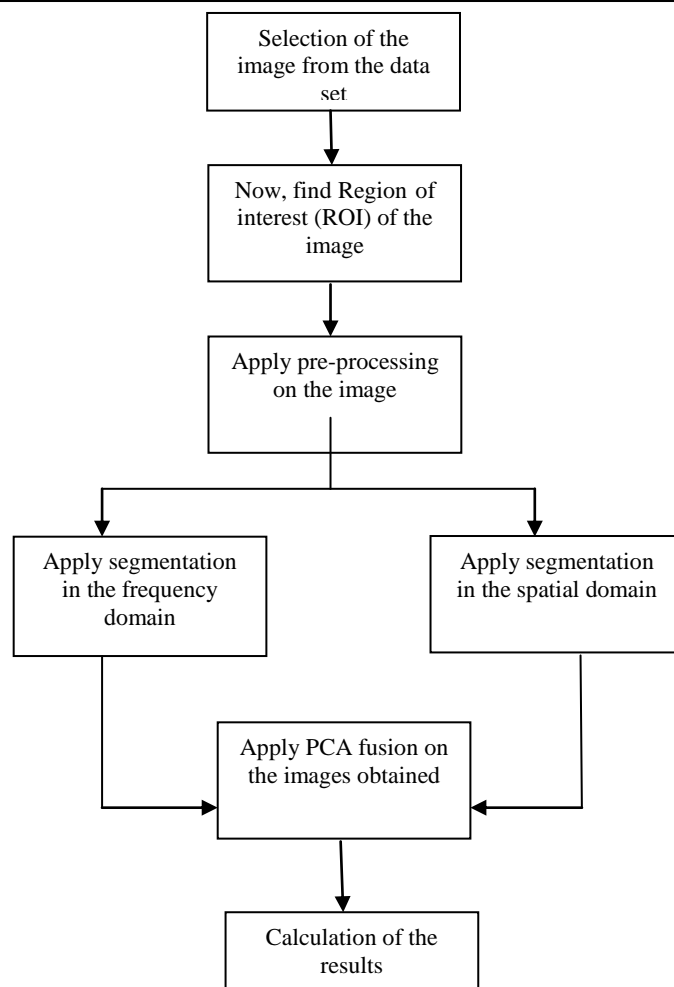 Selection of the
image from the data
set
Now, find Region of
interest (ROI) of the
image
Apply pre-processing
on the image
Apply segmentation
in the frequency
domain
Apply segmentation
in the spatial domain
Apply PCA fusion on
the images obtained
Calculation of the
results